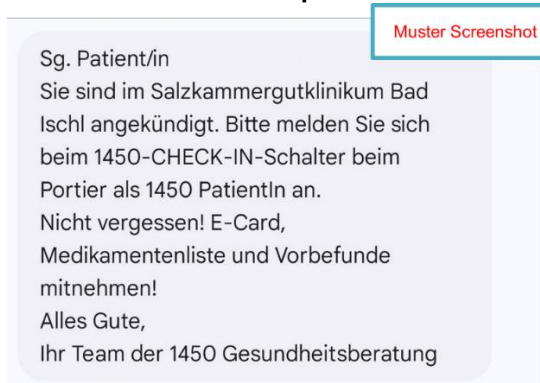 Muster Screenshot
Sg. Patient/in
Sie sind im Salzkammergutklinikum Bad
Ischl angekündigt. Bitte melden Sie sich
beim 1450-CHECK-IN-Schalter beim
Portier als 1450 PatientIn an.
Nicht vergessen! E-Card,
Medikamentenliste und Vorbefunde
mitnehmen!
Alles Gute,
Ihr Team der 1450 Gesundheitsberatung